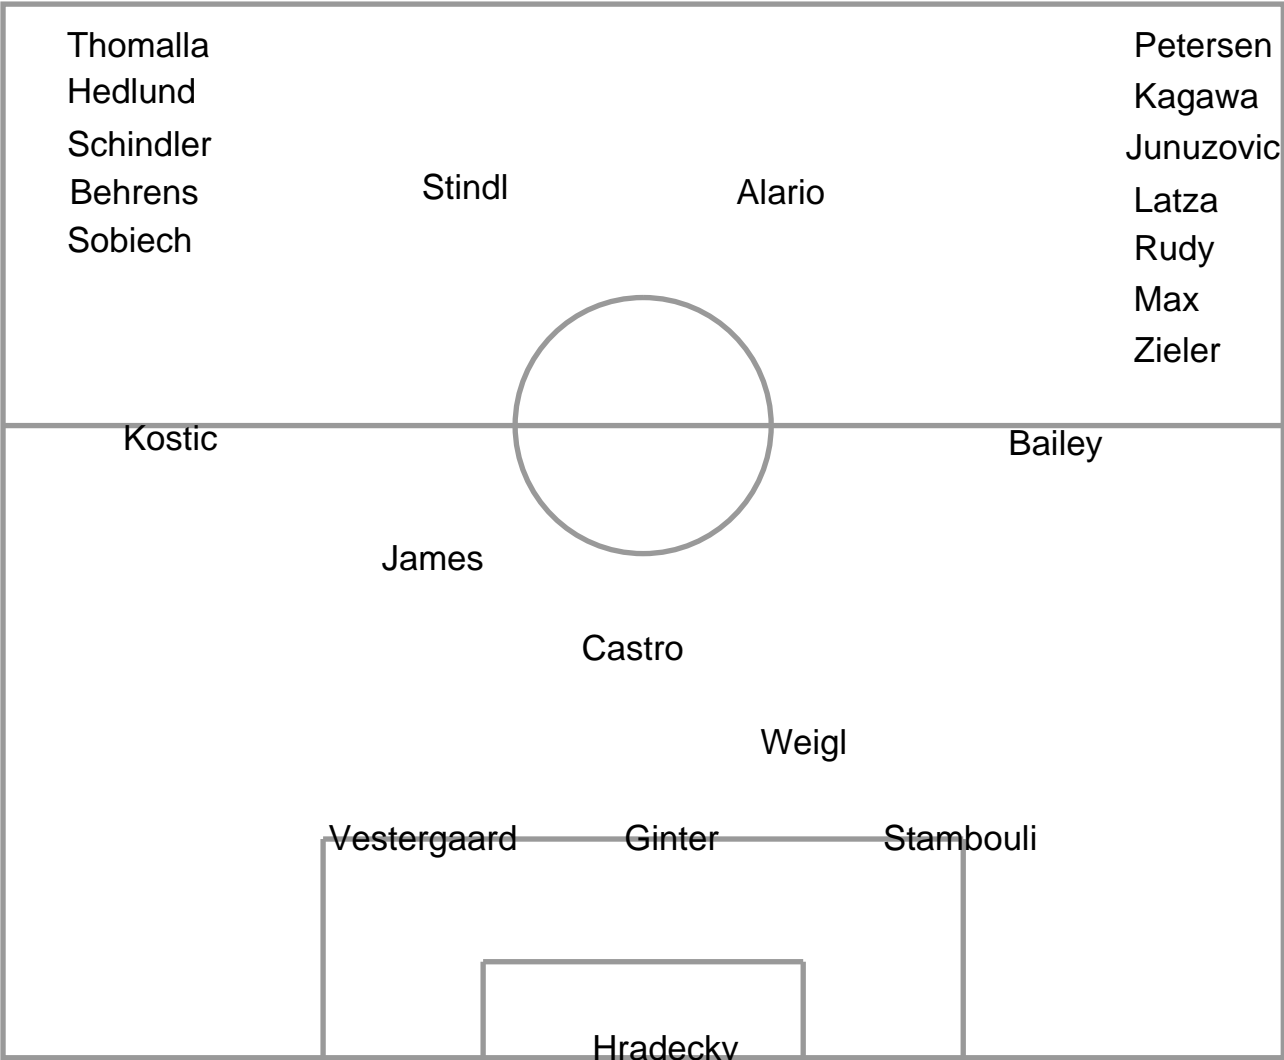 Thomalla
Hedlund
Schindler
Behrens
Sobiech
Petersen
Kagawa
Junuzovic
Latza
Rudy
Max
Zieler
Stindl
Alario
Kostic
Bailey
James
Castro
Weigl
Vestergaard
Ginter
Stambouli
Hradecky